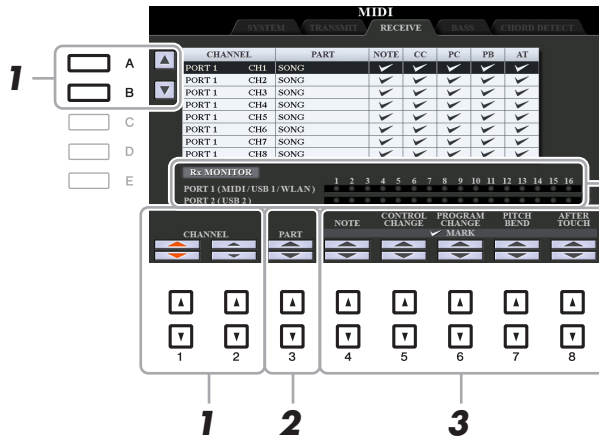 MIDI
SYSTEM TRANSMIT RECEIVE BASS CHORD DETECT
CHANNEL PART NOTE CC PC PB AT
PORT 1 CH1 SONG ✓ ✓ ✓ ✓ ✓
PORT 1 CH2 SONG ✓ ✓ ✓ ✓ ✓
PORT 1 CH3 SONG ✓ ✓ ✓ ✓ ✓
PORT 1 CH4 SONG ✓ ✓ ✓ ✓ ✓
PORT 1 CH5 SONG ✓ ✓ ✓ ✓ ✓
PORT 1 CH6 SONG ✓ ✓ ✓ ✓ ✓
PORT 1 CH7 SONG ✓ ✓ ✓ ✓ ✓
PORT 1 CH8 SONG ✓ ✓ ✓ ✓ ✓
1
A
B
C
D
E
Rx MONITOR
1 2 3 4 5 6 7 8 9 10 11 12 13 14 15 16
PORT 1 (MIDI/USB 1/WLAN)
PORT 2 (USB 2)
CHANNEL
PART
NOTE
CONTROL CHANGE
PROGRAM CHANGE
PITCH BEND
AFTER TOUCH
✓ MARK
1 2 3 4 5 6 7 8
1 2 3